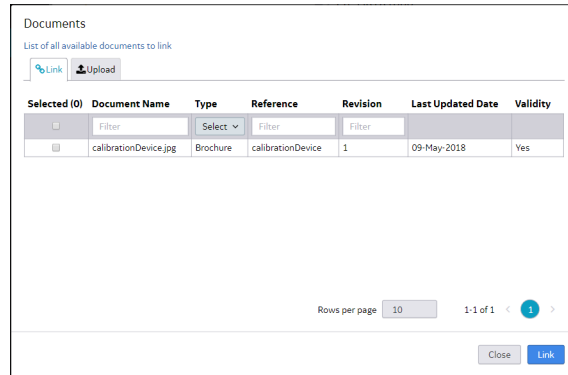 Documents
List of all available documents to link
Link Upload
Selected (0) Document Name Type Reference Revision Last Updated Date Validity
Filter Select Filter Filter
calibrationDevice.jpg Brochure calibrationDevice 1 09-May-2018 Yes
Rows per page 10 1-1 of 1 < 1 >
Close Link